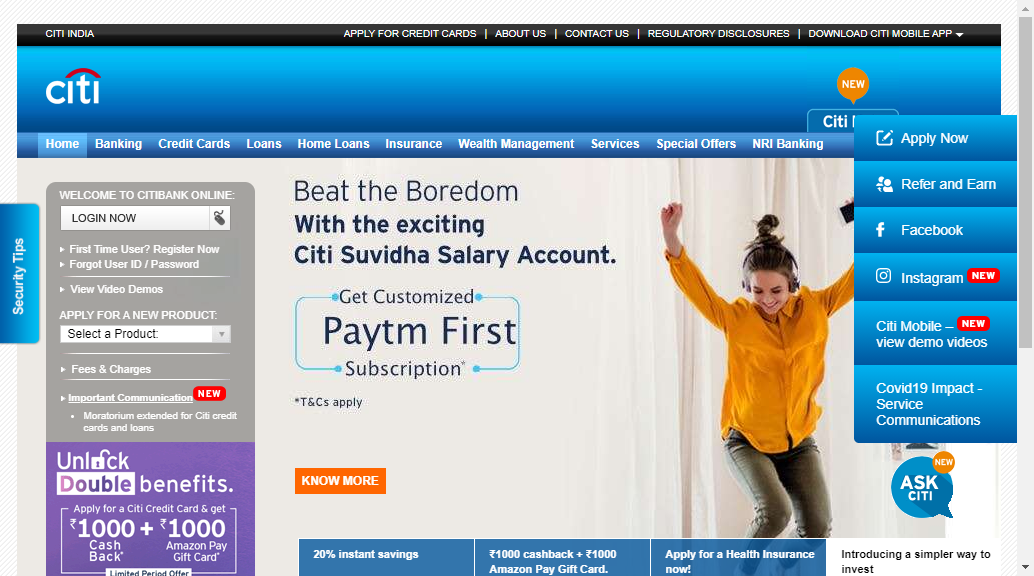 CITI INDIA
APPLY FOR CREDIT CARDS | ABOUT US | CONTACT US | REGULATORY DISCLOSURES | DOWNLOAD CITI MOBILE APP
citi
NEW
Citi
Home Banking Credit Cards Loans Home Loans Insurance Wealth Management Services Special Offers NRI Banking
Apply Now
Refer and Earn
Facebook
Instagram NEW
Citi Mobile – NEW
view demo videos
Covid19 Impact -
Service
Communications
Security Tips
WELCOME TO CITIBANK ONLINE:
LOGIN NOW
First Time User? Register Now
Forgot User ID / Password
View Video Demos
APPLY FOR A NEW PRODUCT:
Select a Product:
Fees & Charges
Important Communication NEW
Moratorium extended for Citi credit
cards and loans
Unlock
Double benefits.
Apply for a Citi Credit Card & get
₹1000 + ₹1000
Cash Amazon Pay
Back* Gift Card*
Limited Period Offer
Beat the Boredom
With the exciting
Citi Suvidha Salary Account.
Get Customized
Paytm First
Subscription*
*T&Cs apply
KNOW MORE
NEW
ASK
CITI
20% instant savings
₹1000 cashback + ₹1000
Amazon Pay Gift Card.
Apply for a Health Insurance
now!
Introducing a simpler way to
invest